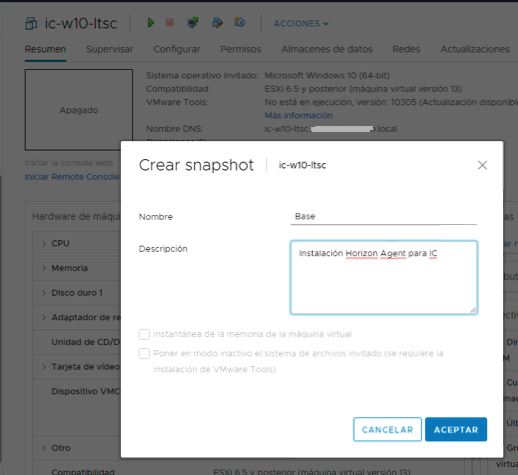 ic-w10-ltsc
ACCIONES
Resumen Supervisar Configurar Permisos Almacenes de datos Redes Actualizaciones
Apagado
Sistema operativo invitado: Microsoft Windows 10 (64-bit)
Compatibilidad: ESXi 6.5 y posterior (máquina virtual versión 13)
VMware Tools: No está en ejecución, versión: 10305 (Actualización disponible
Más información
Nombre DNS: ic-w10-ltsc. .local
Iniciar la consola web
Iniciar Remote Console
Crear snapshot ic-w10-ltsc
Nombre Base
Descripción Instalación Horizon Agent para IC
Instantánea de la memoria de la máquina virtual
Poner en modo inactivo el sistema de archivos invitado (se requiere la
instalación de VMware Tools)
CANCELAR ACEPTAR
Hardware de máqui
CPU
Memoria
Disco duro 1
Adaptador de re
Unidad de CD/D
Tarjeta de vídeo
Dispositivo VMC
Otro
Compatibilidad ESXi 6.5 y posterior (máquina virtual